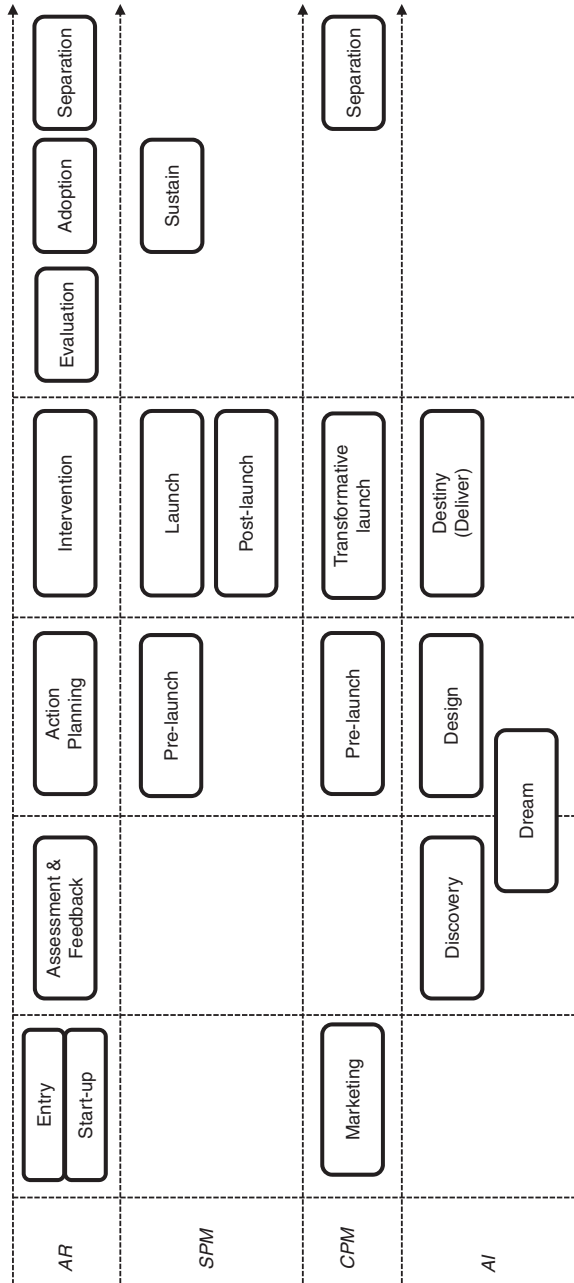 AR
Entry
Start-up
Assessment &
Feedback
Action
Planning
Intervention
Evaluation
Adoption
Separation
SPM
Pre-launch
Launch
Post-launch
Sustain
CPM
Marketing
Pre-launch
Transformative
launch
Separation
AI
Discovery
Dream
Design
Destiny
(Deliver)